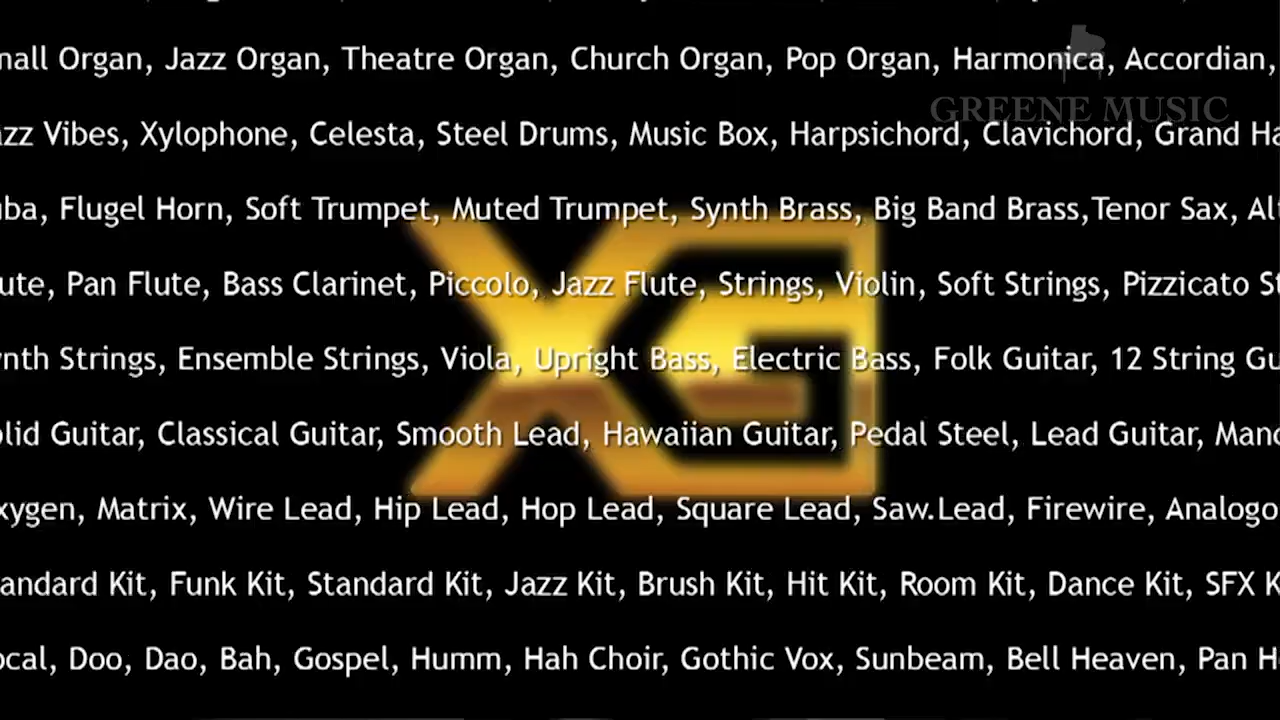 mall Organ, Jazz Organ, Theatre Organ, Church Organ, Pop Organ, Harmonica, Accordian,
GREENE MUSIC
azz Vibes, Xylophone, Celesta, Steel Drums, Music Box, Harpsichord, Clavichord, Grand Ha
uba, Flugel Horn, Soft Trumpet, Muted Trumpet, Synth Brass, Big Band Brass,Tenor Sax, Al
ute, Pan Flute, Bass Clarinet, Piccolo, Jazz Flute, Strings, Violin, Soft Strings, Pizzicato St
XG
ynth Strings, Ensemble Strings, Viola, Upright Bass, Electric Bass, Folk Guitar, 12 String Gu
olid Guitar, Classical Guitar, Smooth Lead, Hawaiian Guitar, Pedal Steel, Lead Guitar, Mand
xygen, Matrix, Wire Lead, Hip Lead, Hop Lead, Square Lead, Saw.Lead, Firewire, Analogo
andard Kit, Funk Kit, Standard Kit, Jazz Kit, Brush Kit, Hit Kit, Room Kit, Dance Kit, SFX K
ocal, Doo, Dao, Bah, Gospel, Humm, Hah Choir, Gothic Vox, Sunbeam, Bell Heaven, Pan H